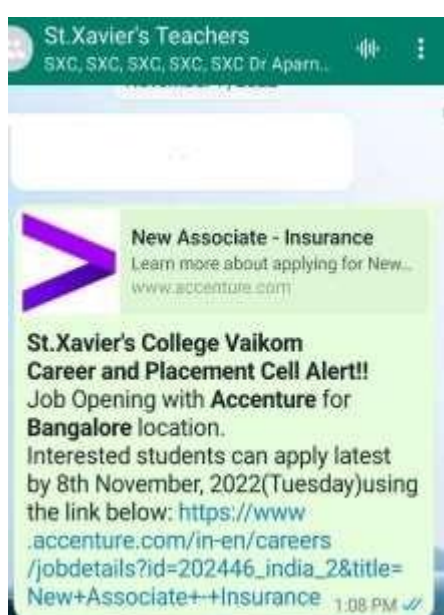 St.Xavier's Teachers
SXC, SXC, SXC, SXC, SXC Dr Aparn..
New Associate - Insurance
Learn more about applying for New...
www.accenture.com
St.Xavier's College Vaikom
Career and Placement Cell Alert!!
Job Opening with Accenture for
Bangalore location.
Interested students can apply latest
by 8th November, 2022(Tuesday)using
the link below: https://www
.accenture.com/in-en/careers
/jobdetails?id=202446_india_2&title=
New+Associate+-+Insurance 1:08 PM